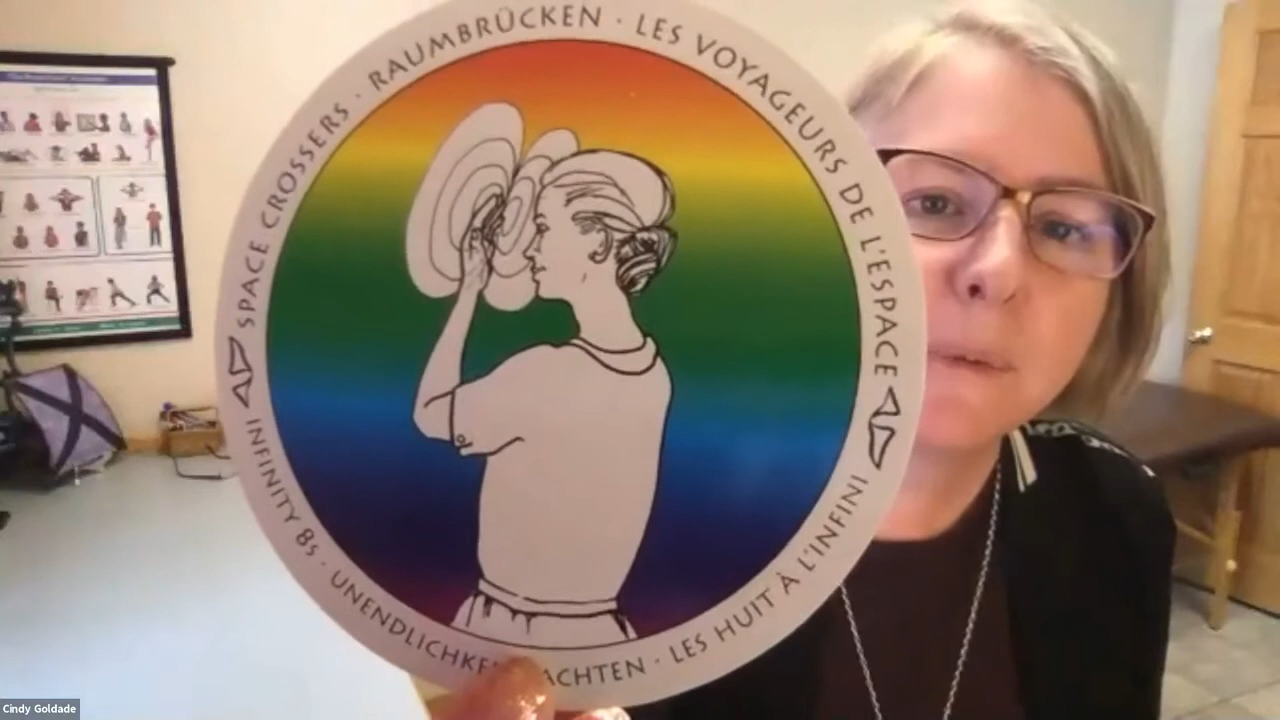 SPACE CROSSERS · RAUMBRÜCKEN · LES VOYAGEURS DE L'ESPACE
INFINITY 8s · UNENDLICHKE ACHTEN · LES HUIT À L'INFINI
Cindy Goldade